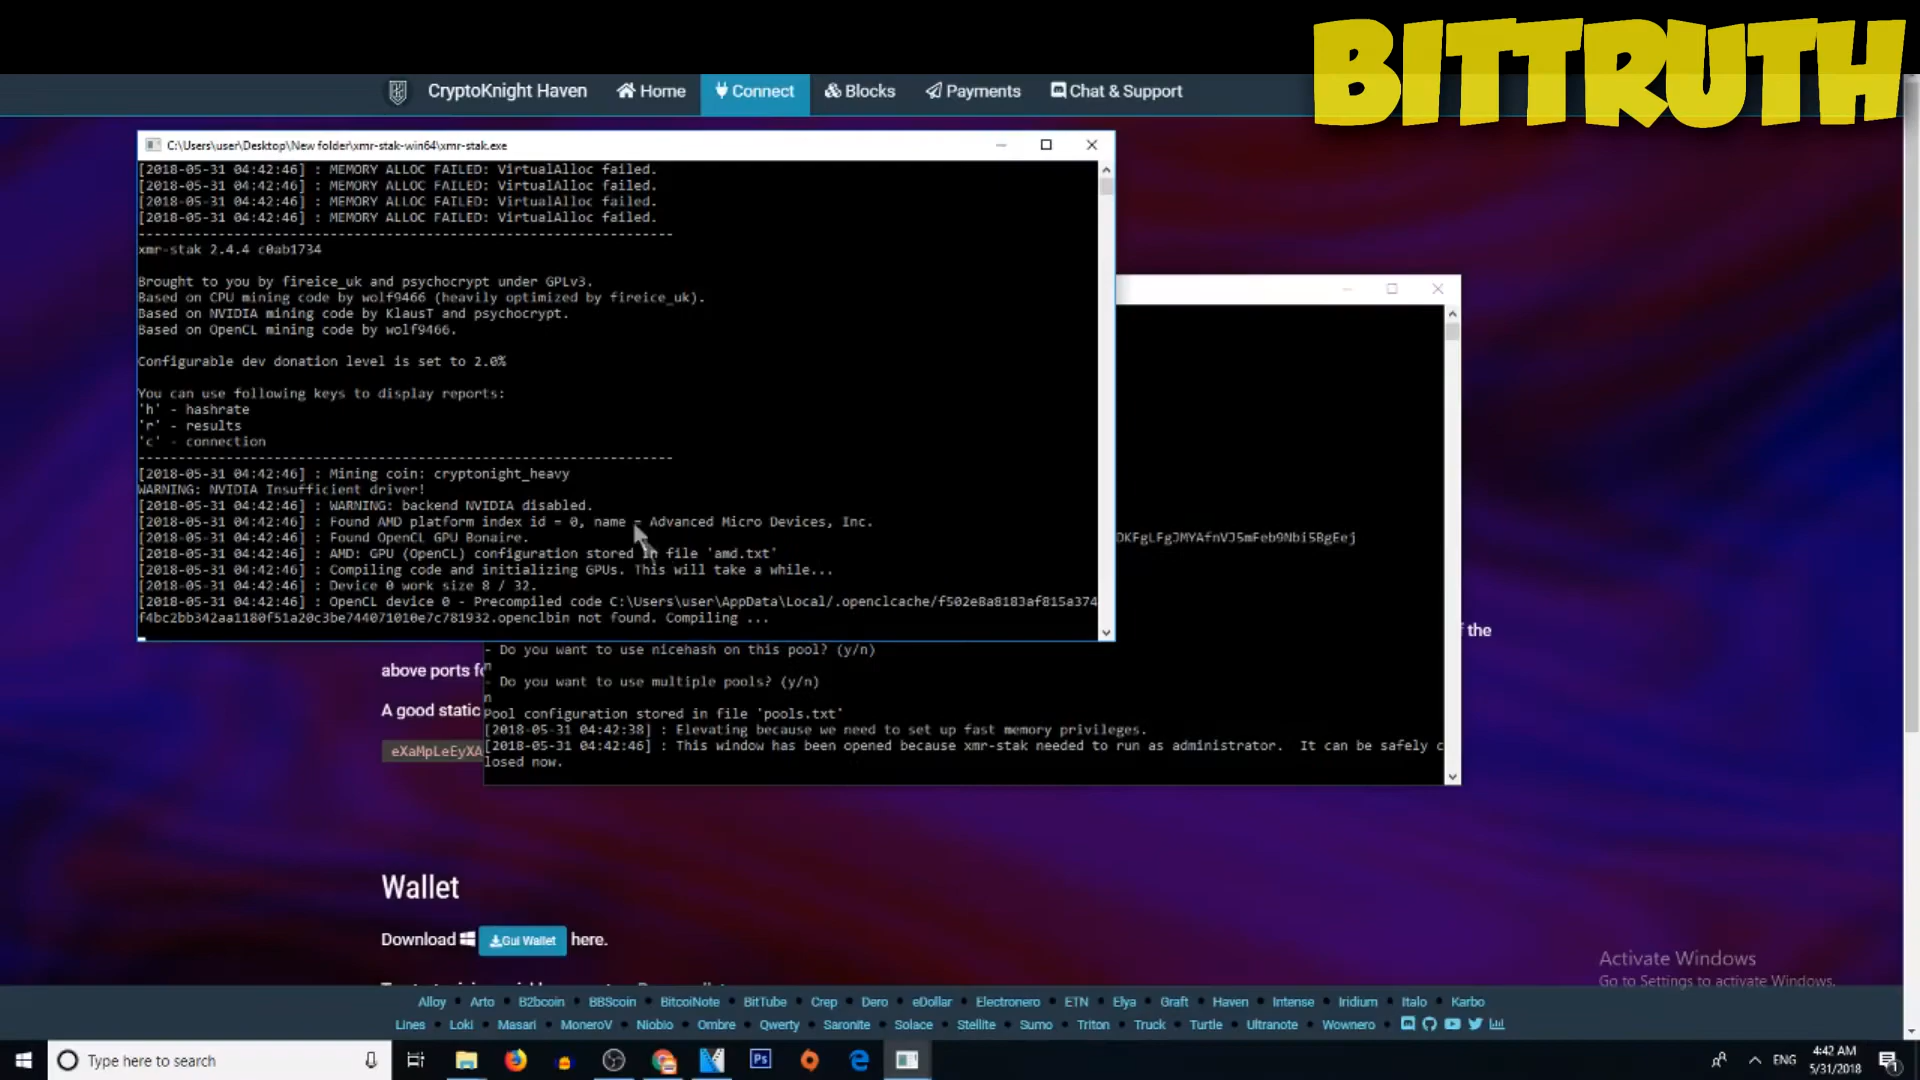 BITTRUTH
CryptoKnight Haven Home Connect Blocks Payments Chat & Support
C:\Users\user\Desktop\New folder\xmr-stak-win64\xmr-stak.exe
[2018-05-31 04:42:46] : MEMORY ALLOC FAILED: VirtualAlloc failed.
[2018-05-31 04:42:46] : MEMORY ALLOC FAILED: VirtualAlloc failed.
[2018-05-31 04:42:46] : MEMORY ALLOC FAILED: VirtualAlloc failed.
[2018-05-31 04:42:46] : MEMORY ALLOC FAILED: VirtualAlloc failed.
-------------------------------------------------------------------
xmr-stak 2.4.4 c0ab1734
Brought to you by fireice_uk and psychocrypt under GPLv3.
Based on CPU mining code by wolf9466 (heavily optimized by fireice_uk).
Based on NVIDIA mining code by KlausT and psychocrypt.
Based on OpenCL mining code by wolf9466.
Configurable dev donation level is set to 2.0%
You can use following keys to display reports:
'h' - hashrate
'r' - results
'c' - connection
-------------------------------------------------------------------
[2018-05-31 04:42:46] : Mining coin: cryptonight_heavy
WARNING: NVIDIA Insufficient driver!
[2018-05-31 04:42:46] : WARNING: backend NVIDIA disabled.
[2018-05-31 04:42:46] : Found AMD platform index id = 0, name = Advanced Micro Devices, Inc.
[2018-05-31 04:42:46] : Found OpenCL GPU Bonaire.
[2018-05-31 04:42:46] : AMD: GPU (OpenCL) configuration stored in file 'amd.txt'
[2018-05-31 04:42:46] : Compiling code and initializing GPUs. This will take a while...
[2018-05-31 04:42:46] : Device 0 work size 8 / 32.
[2018-05-31 04:42:46] : OpenCL device 0 - Precompiled code C:\Users\user\AppData\Local/.openclcache/f502e8a8183af815a374
f4bc2bb342aa1180f51a20c3be744071010e7c781932.openclbin not found. Compiling ...
DKFgLFgJMYAfnVJ5mFeb9Nbi5BgEej
f the
- Do you want to use nicehash on this pool? (y/n)
n
- Do you want to use multiple pools? (y/n)
n
Pool configuration stored in file 'pools.txt'
[2018-05-31 04:42:38] : Elevating because we need to set up fast memory privileges.
[2018-05-31 04:42:46] : This window has been opened because xmr-stak needed to run as administrator.  It can be safely c
losed now.
above ports fo
A good static
eXaMpLeEyXA
Wallet
Download Gui Wallet here.
Activate Windows
Go to Settings to activate Windows.
Alloy Arto B2bcoin BBScoin BitcoiNote BitTube Crep Dero eDollar Electronero ETN Elya Graft Haven Intense Iridium Italo Karbo
Lines Loki Masari MoneroV Niobio Ombre Qwerty Saronite Solace Stellite Sumo Triton Truck Turtle Ultranote Wownero
Type here to search
Ps
ENG
4:42 AM
5/31/2018
1